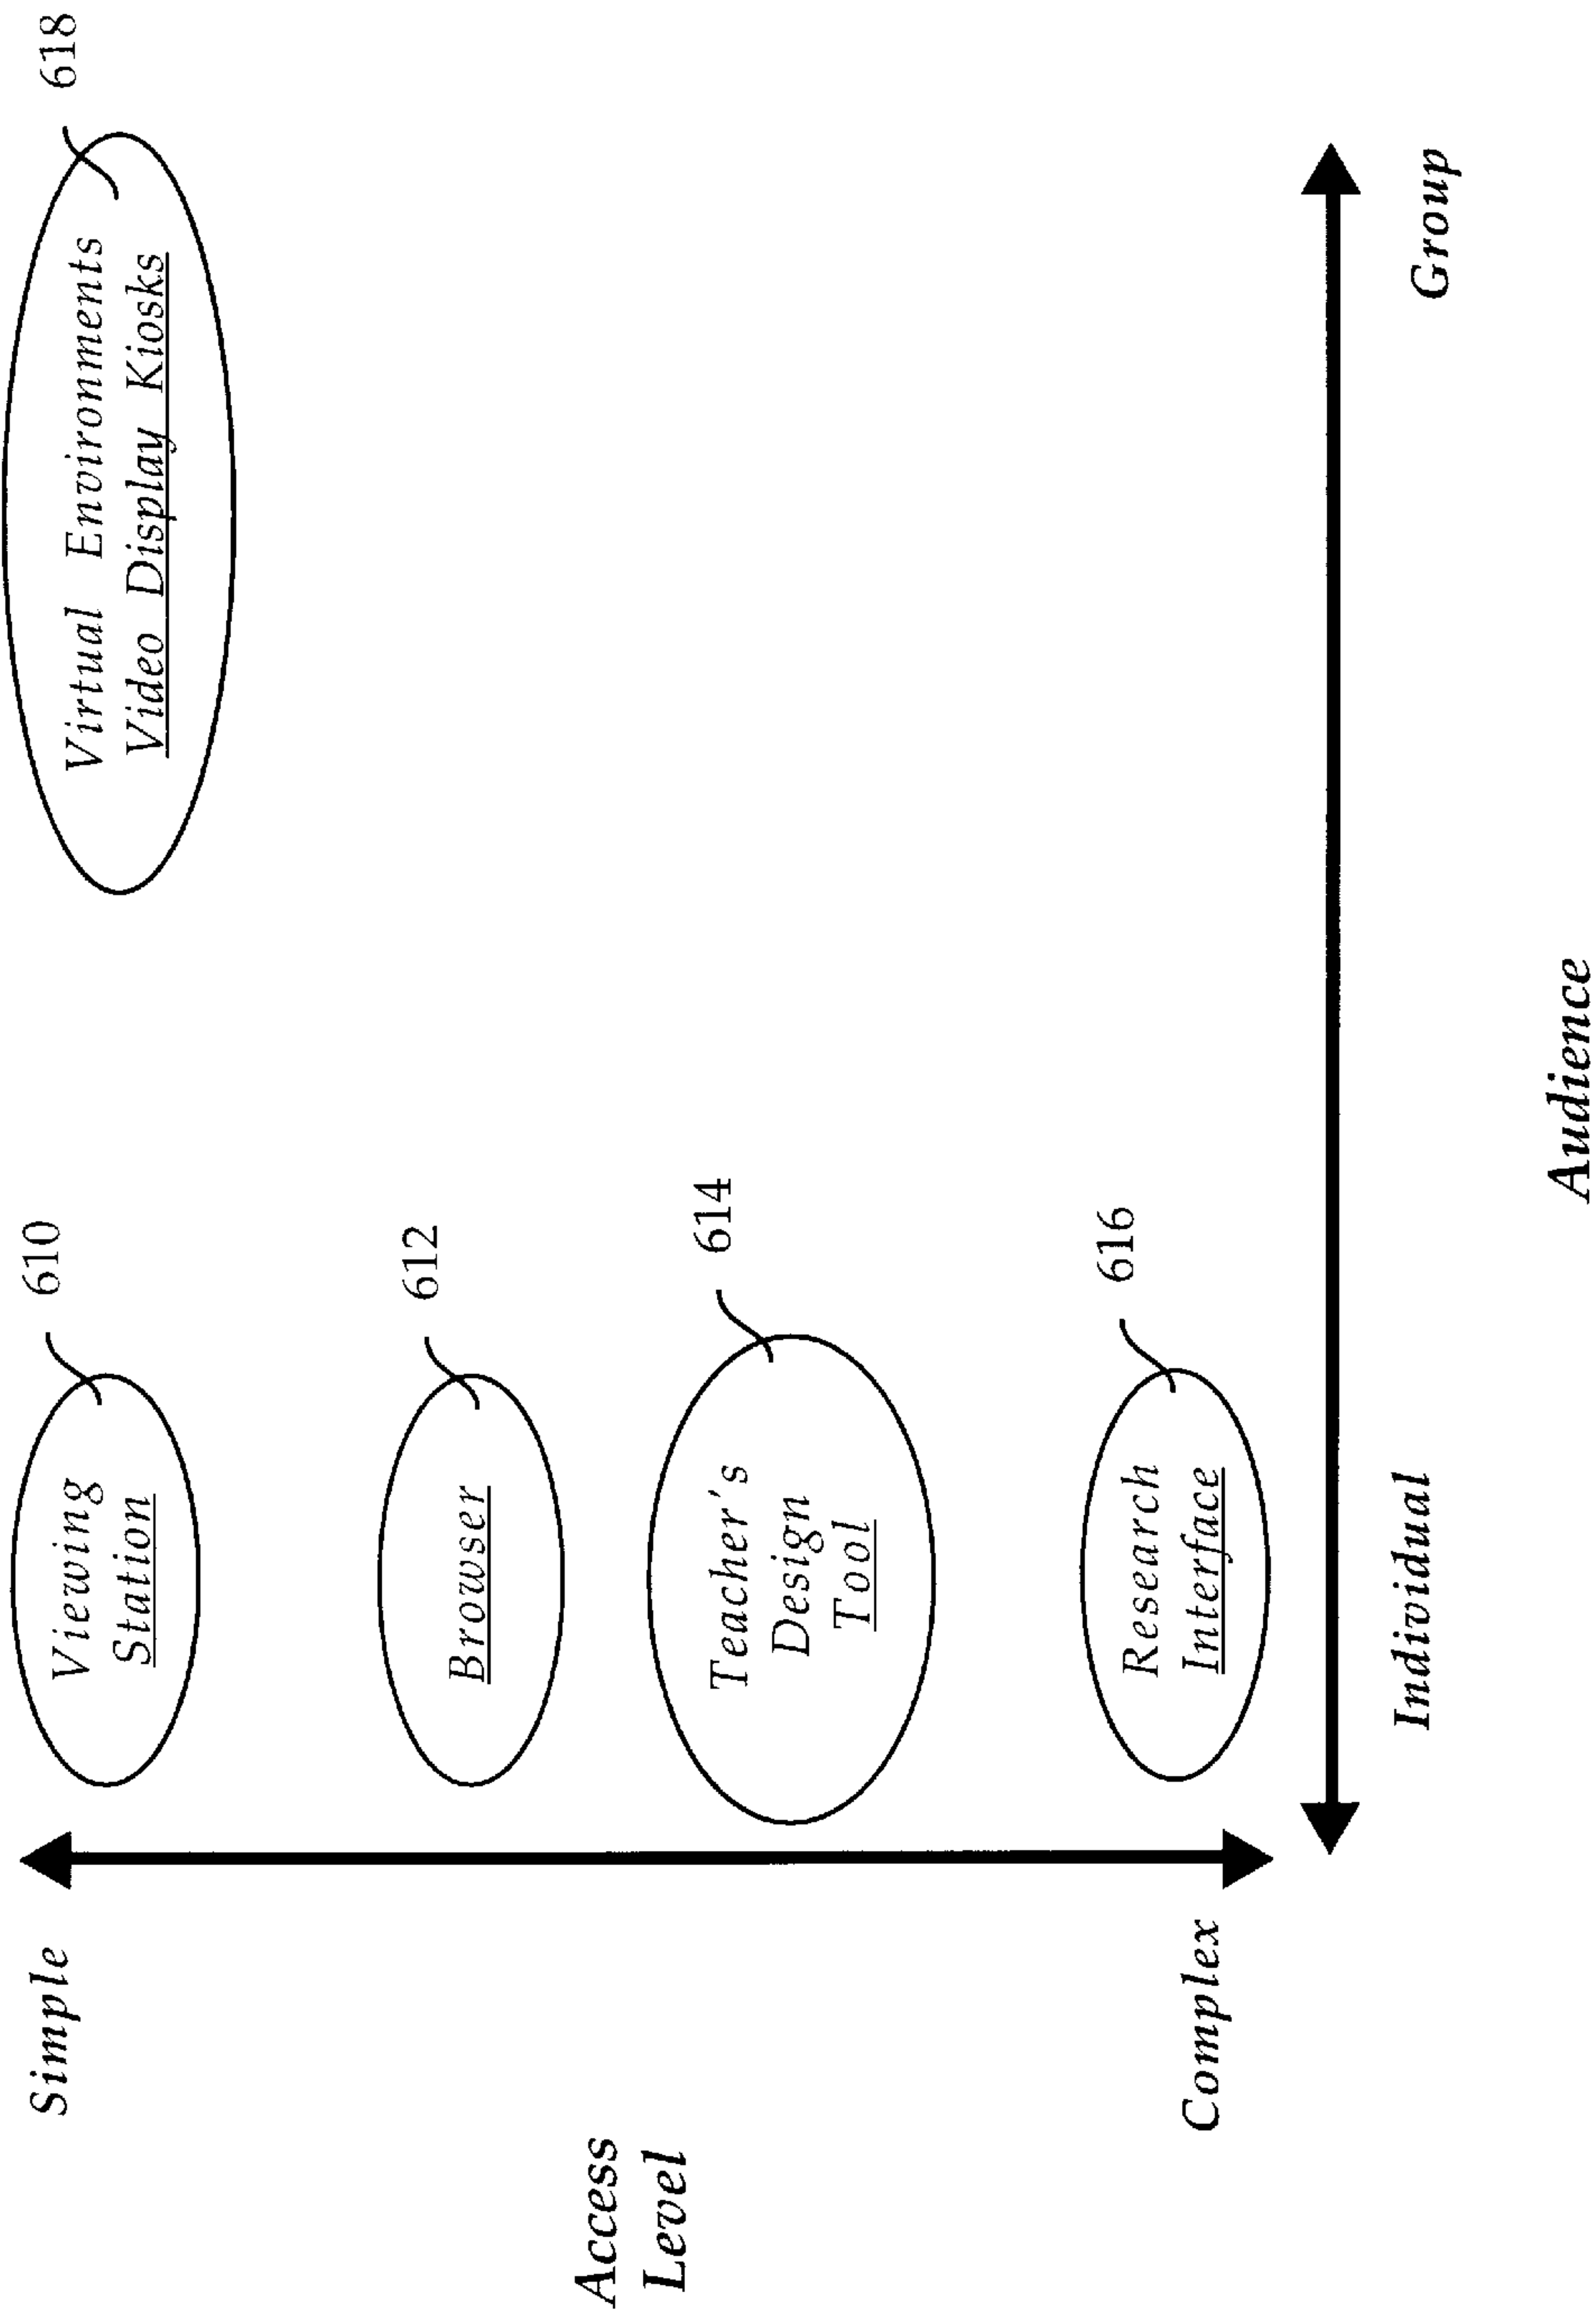 Simple
Viewing
Station
610
Virtual Environments
Video Display Kiosks
618
Browser
612
Access
Level
Teacher's
Design
Tool
614
Research
Interface
616
Complex
Individual
Group
Audience